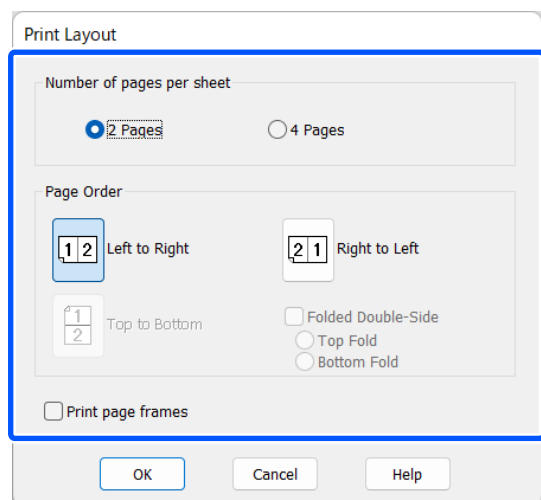 Print Layout
Number of pages per sheet
2 Pages
4 Pages
Page Order
1 2 Left to Right
2 1 Right to Left
1
2
Top to Bottom
Folded Double-Side
Top Fold
Bottom Fold
Print page frames
OK Cancel Help